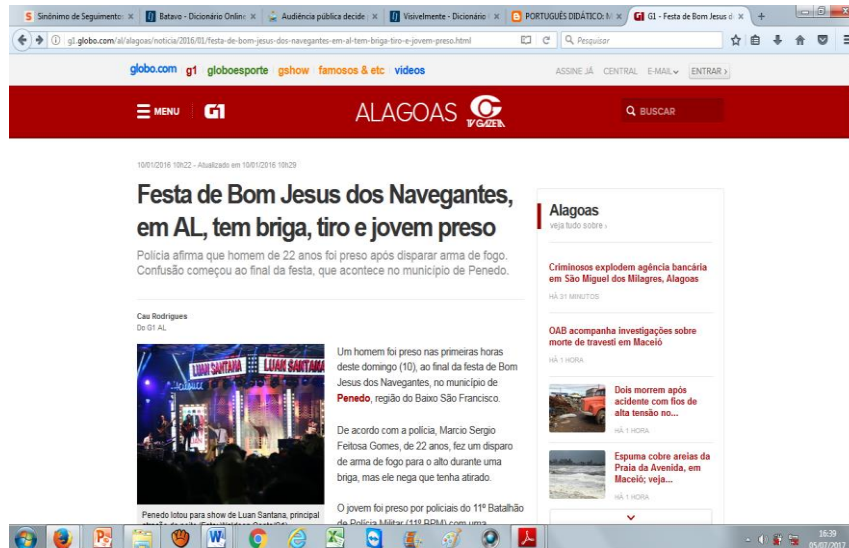 Sinônimo de Seguimento:
Batavo - Dicionário Online
Audiência pública decide
Visivelmente - Dicionário
PORTUGUÊS DIDÁTICO:
G1 - Festa de Bom Jesus d
g1.globo.com/al/alagoas/noticia/2016/01/festa-de-bom-jesus-dos-navegantes-em-al-tem-briga-tiro-e-jovem-preso.html
Pesquisar
globo.com g1 globoesporte gshow famosos & etc vídeos
ASSINE JÁ CENTRAL E-MAIL ENTRAR ›
MENU G1 ALAGOAS TV GAZETA BUSCAR
10/01/2016 10h22 - Atualizado em 10/01/2016 10h29
Festa de Bom Jesus dos Navegantes,
em AL, tem briga, tiro e jovem preso
Polícia afirma que homem de 22 anos foi preso após disparar arma de fogo.
Confusão começou ao final da festa, que acontece no município de Penedo.
Cau Rodrigues
Do G1 AL
LUAN SANTANA LUAN SANTANA
Penedo lotou para show de Luan Santana, principal
Um homem foi preso nas primeiras horas
deste domingo (10), ao final da festa de Bom
Jesus dos Navegantes, no município de
Penedo, região do Baixo São Francisco.
De acordo com a polícia, Marcio Sergio
Feitosa Gomes, de 22 anos, fez um disparo
de arma de fogo para o alto durante uma
briga, mas ele nega que tenha atirado.
O jovem foi preso por policiais do 11º Batalhão
de Polícia Militar (11º BPM) com uma
Alagoas
veja tudo sobre ›
Criminosos explodem agência bancária
em São Miguel dos Milagres, Alagoas
HÁ 31 MINUTOS
OAB acompanha investigações sobre
morte de travesti em Maceió
HÁ 1 HORA
Dois morrem após
acidente com fios de
alta tensão no...
HÁ 1 HORA
Espuma cobre areias da
Praia da Avenida, em
Maceió; veja...
HÁ 1 HORA
16:39
05/07/2017